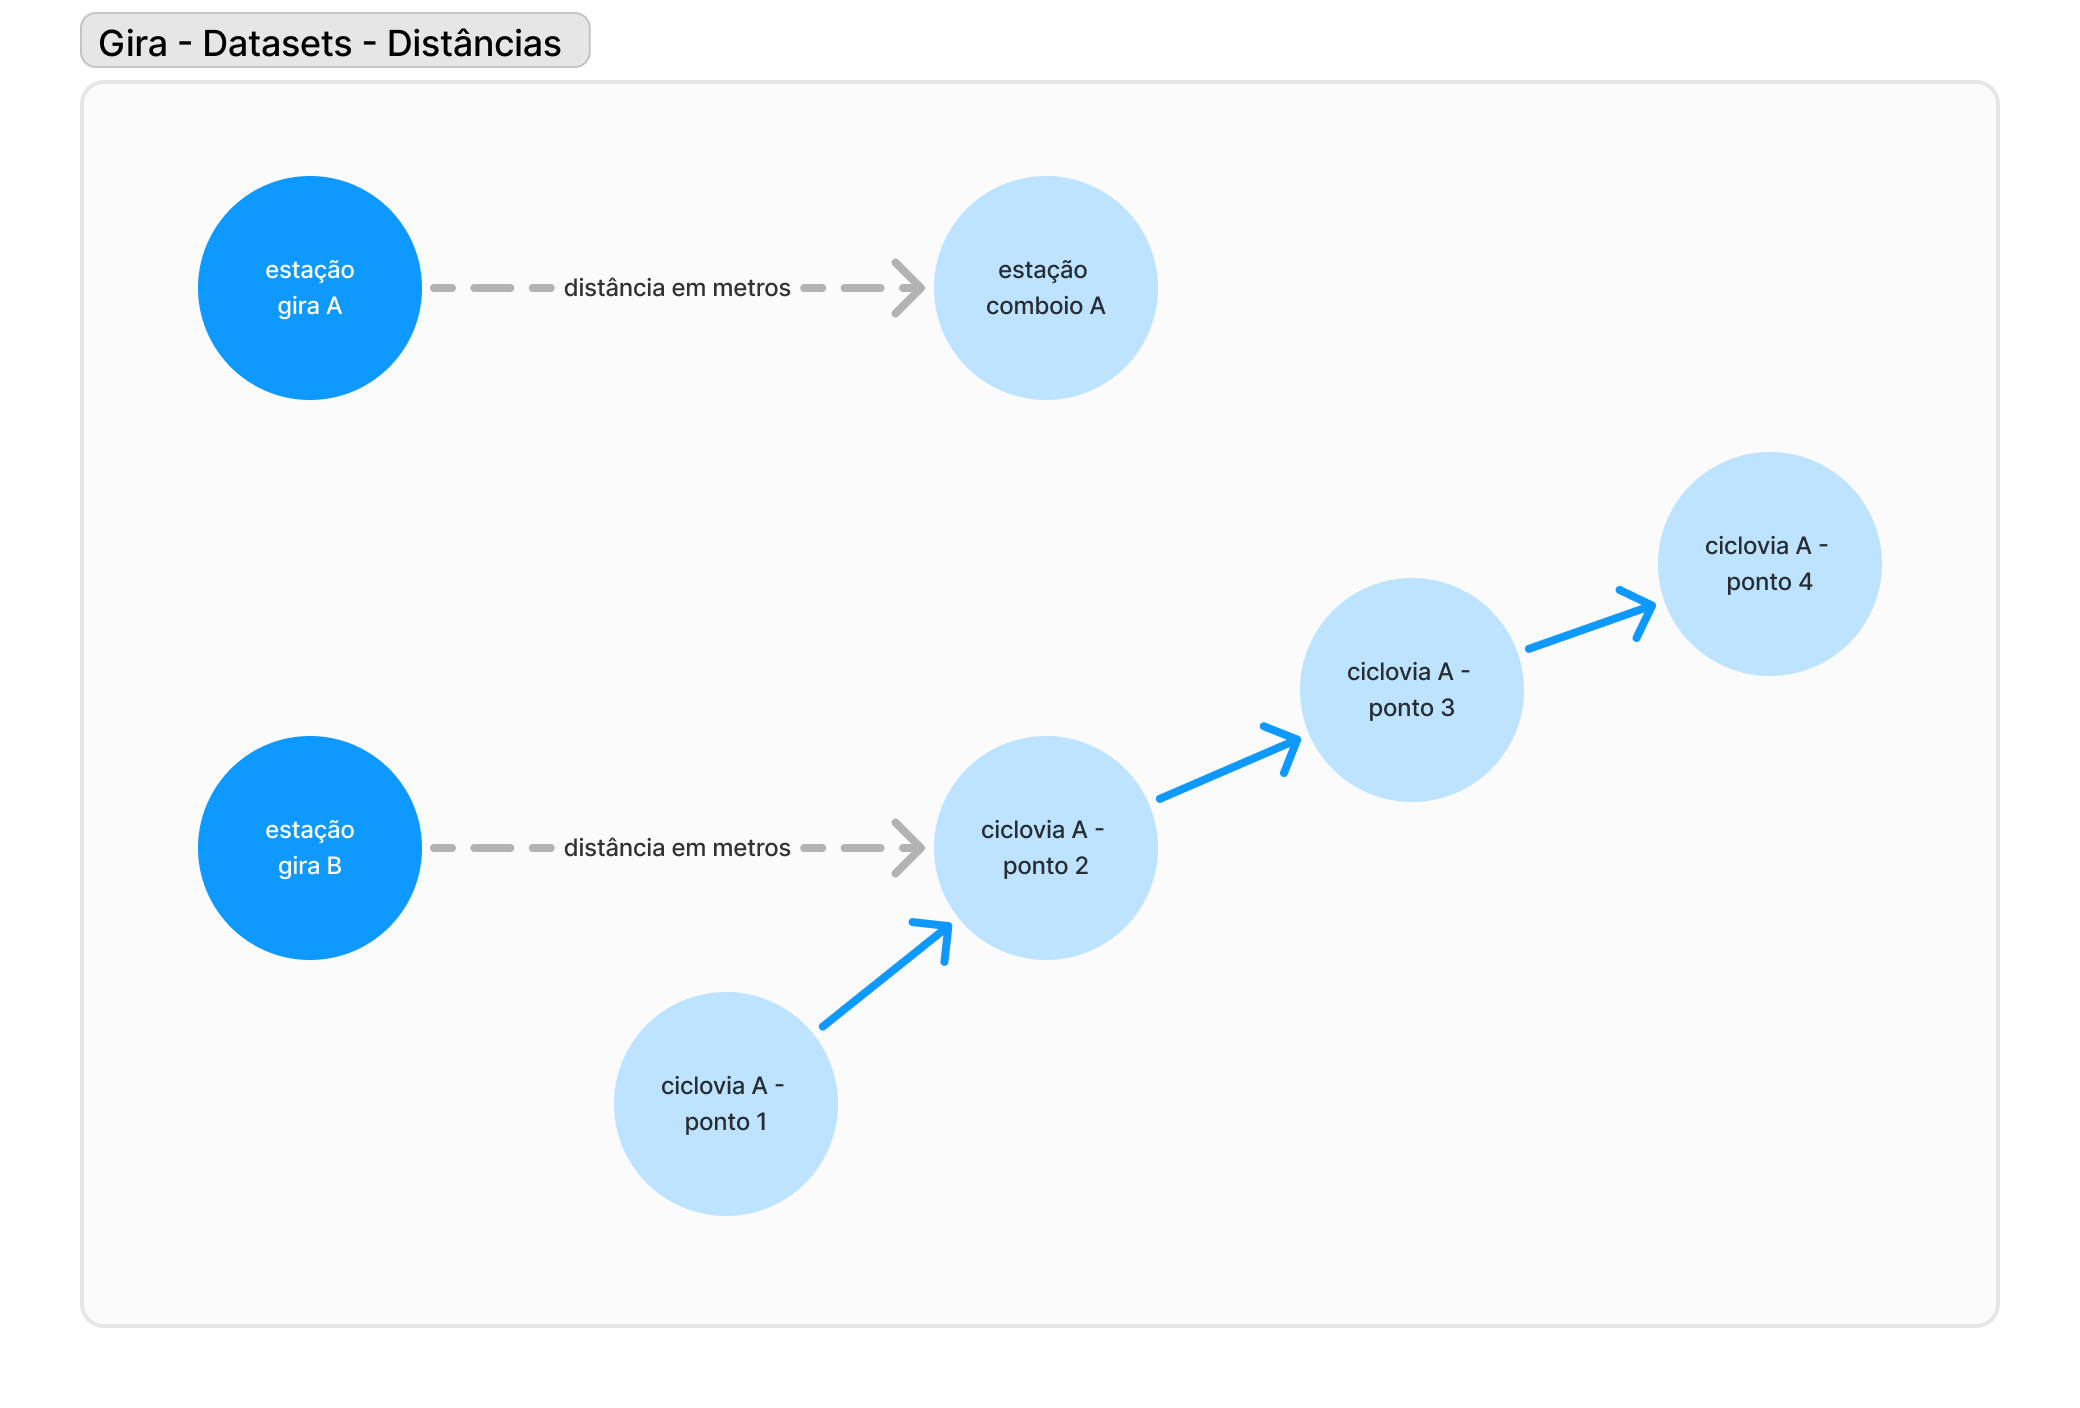 Gira - Datasets - Distâncias
estação
gira A
distância em metros
estação
comboio A
ciclovia A -
ponto 4
ciclovia A -
ponto 3
estação
gira B
distância em metros
ciclovia A -
ponto 2
ciclovia A -
ponto 1